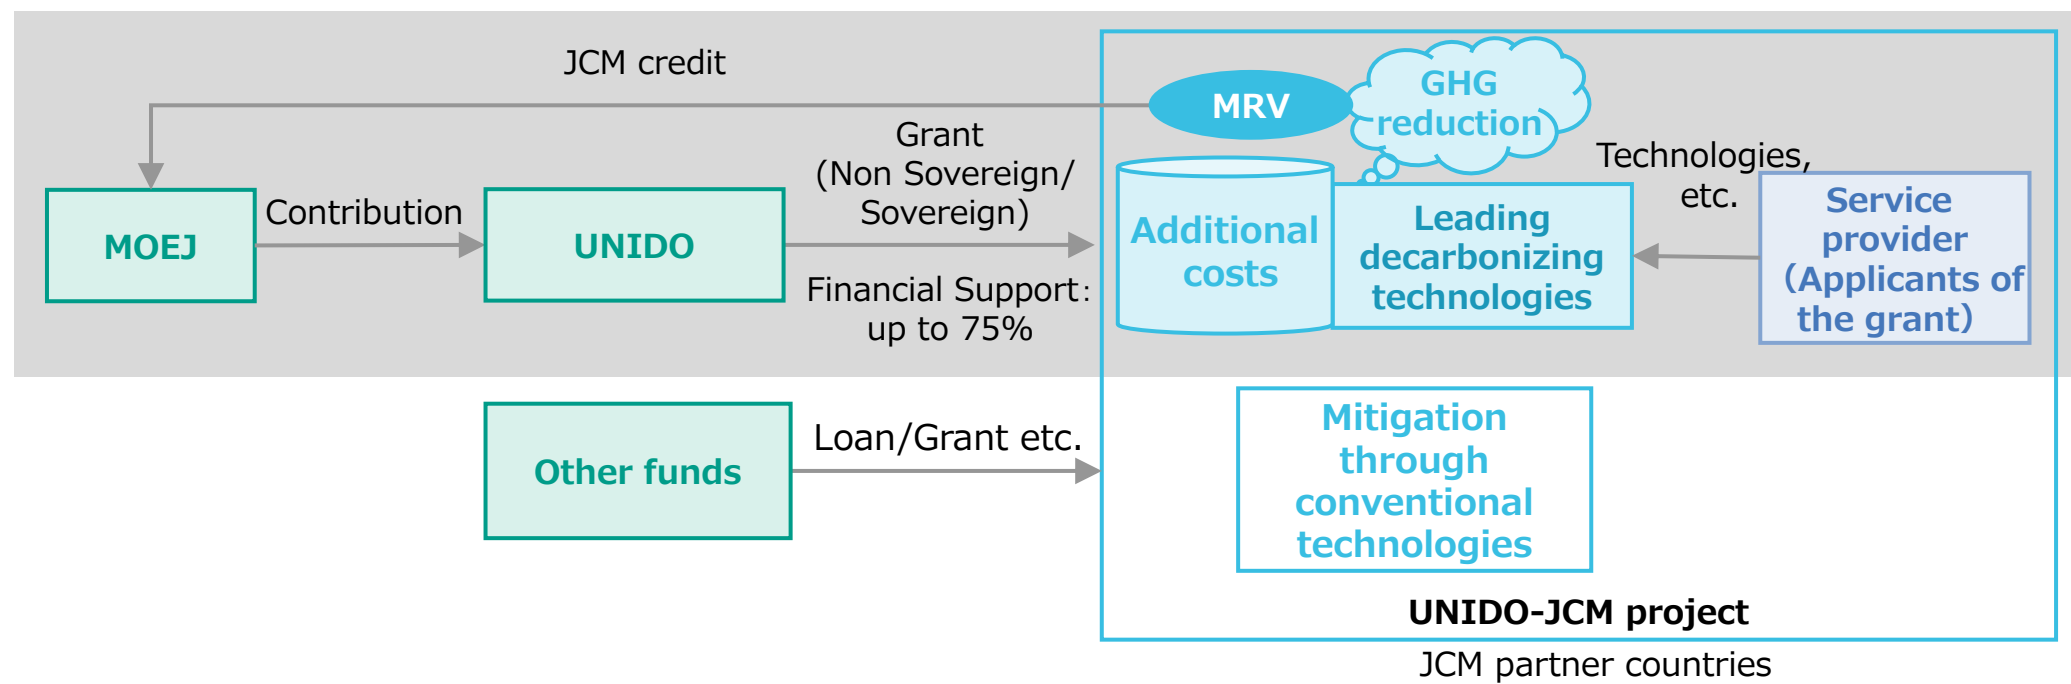 JCM credit
MRV
GHG
reduction
Grant
(Non Sovereign/
Sovereign)
Technologies,
etc.
MOEJ
Contribution
UNIDO
Financial Support：
up to 75%
Additional
costs
Leading
decarbonizing
technologies
Service
provider
（Applicants of
the grant）
Other funds
Loan/Grant etc.
Mitigation
through
conventional
technologies
UNIDO-JCM project
JCM partner countries